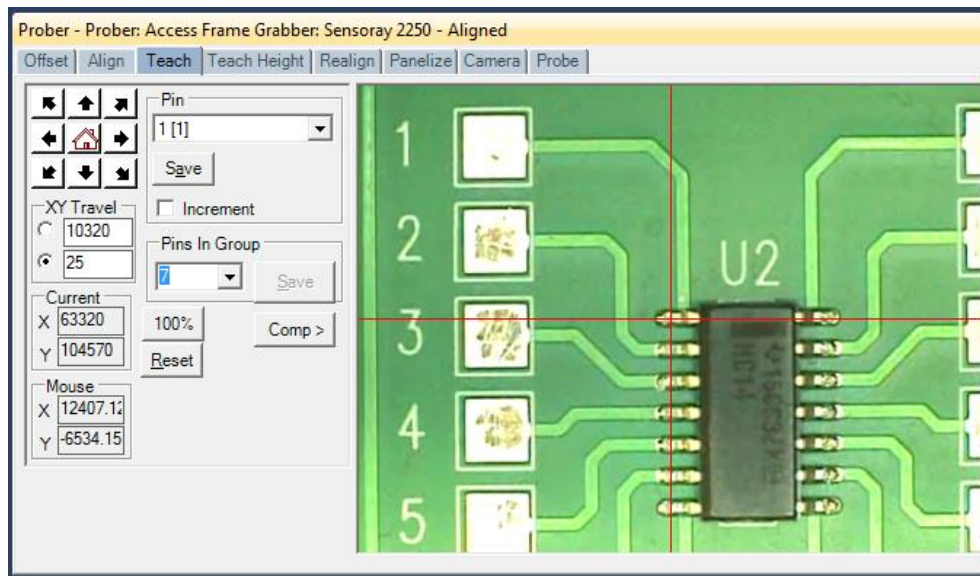 Prober - Prober: Access Frame Grabber: Sensoray 2250 - Aligned
Offset Align Teach Teach Height Realign Panelize Camera Probe
Pin
1 [1]
Save
Increment
XY Travel
10320
25
Pins In Group
7
Save
Current
X 63320
Y 104570
100%
Comp >
Reset
Mouse
X 12407.12
Y -6534.15
1
2
3
4
5
U2
HC14